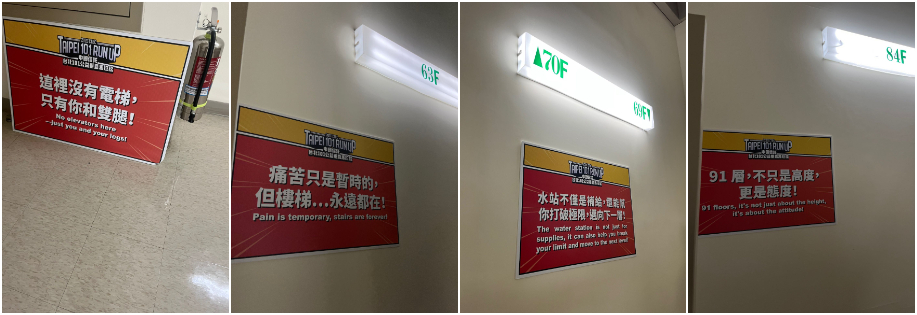 TAIPEI 101 RUN UP
這裡沒有電梯，
只有你和雙腿！
No elevators here
—just you and your legs!
63F
TAIPEI 101 RUN UP
痛苦只是暫時的，
但樓梯...永遠都在！
Pain is temporary, stairs are forever!
▲70F
69F▼
TAIPEI 101 RUN UP
水站不僅是補給，還能幫
你打破極限，邁向下一層！
The water station is not just for
supplies, it can also help you break
your limit and move to the next level!
84F
TAIPEI 101 RUN UP
91 層，不只是高度，
更是態度！
91 floors, it's not just about the height,
it's about the attitude!